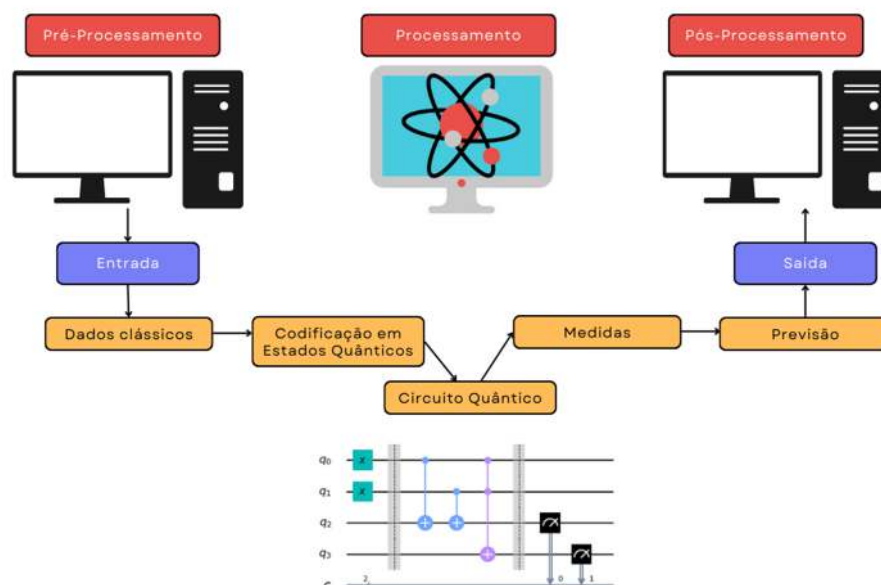 Pré-Processamento
Processamento
Pós-Processamento
Entrada
Saída
Dados clássicos
Codificação em
Estados Quânticos
Medidas
Previsão
Circuito Quântico
q₀ X
q₁ X
q₂
q₃
2 0 1